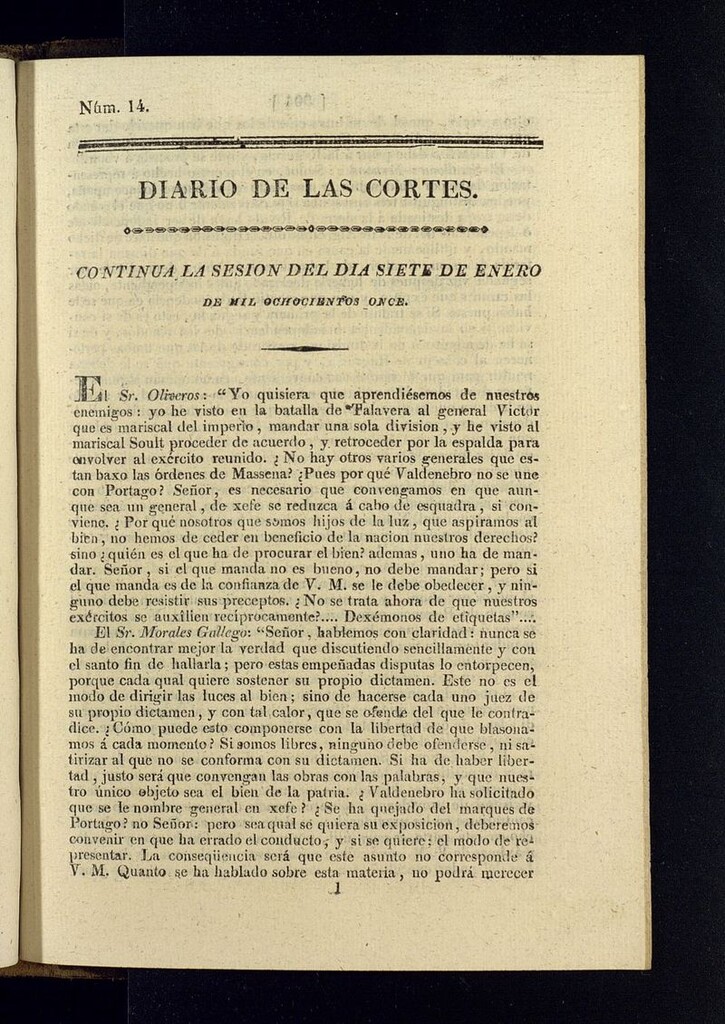 Núm. 14.
DIARIO DE LAS CORTES.
CONTINUA LA SESION DEL DIA SIETE DE ENERO
DE MIL OCHOCIENTOS ONCE.
El Sr. Oliveros: “Yo quisiera que aprendiésemos de nuestros
enemigos: yo he visto en la batalla de Talavera al general Victor
que es mariscal del imperio, mandar una sola division, y he visto al
mariscal Soult proceder de acuerdo, y retroceder por la espalda para
envolver al exército reunido. ¿No hay otros varios generales que es-
tan baxo las órdenes de Massena? ¿Pues por qué Valdenebro no se une
con Portago? Señor, es necesario que convengamos en que aun-
que sea un general, de xefe se reduzca á cabo de esquadra, si con-
viene. ¿Por qué nosotros que somos hijos de la luz, que aspiramos al
bien, no hemos de ceder en beneficio de la nacion nuestros derechos?
sino ¿quién es el que ha de procurar el bien? ademas, uno ha de man-
dar. Señor, si el que manda no es bueno, no debe mandar; pero si
el que manda es de la confianza de V. M. se le debe obedecer, y nin-
guno debe resistir sus preceptos. ¿No se trata ahora de que nuestros
exércitos se auxîlien recíprocamente?.... Dexémonos de etiquetas”....
El Sr. Morales Gallego: “Señor, hablemos con claridad: nunca se
ha de encontrar mejor la verdad que discutiendo sencillamente y con
el santo fin de hallarla; pero estas empeñadas disputas lo entorpecen,
porque cada qual quiere sostener su propio dictamen. Este no es el
modo de dirigir las luces al bien; sino de hacerse cada uno juez de
su propio dictamen, y con tal calor, que se ofende del que le contra-
dice. ¿Cómo puede esto componerse con la libertad de que blasona-
mos á cada momento? Si somos libres, ninguno debe ofenderse, ni sa-
tirizar al que no se conforma con su dictamen. Si ha de haber liber-
tad, justo será que convengan las obras con las palabras, y que nues-
tro único objeto sea el bien de la patria. ¿Valdenebro ha solicitado
que se le nombre general en xefe? ¿Se ha quejado del marques de
Portago? no Señor: pero sea qual se quiera su exposicion, deberemos
convenir en que ha errado el conducto, y si se quiere: el modo de re-
presentar. La conseqüencia será que este asunto no corresponde á
V. M. Quanto se ha hablado sobre esta materia, no podrá merecer
1